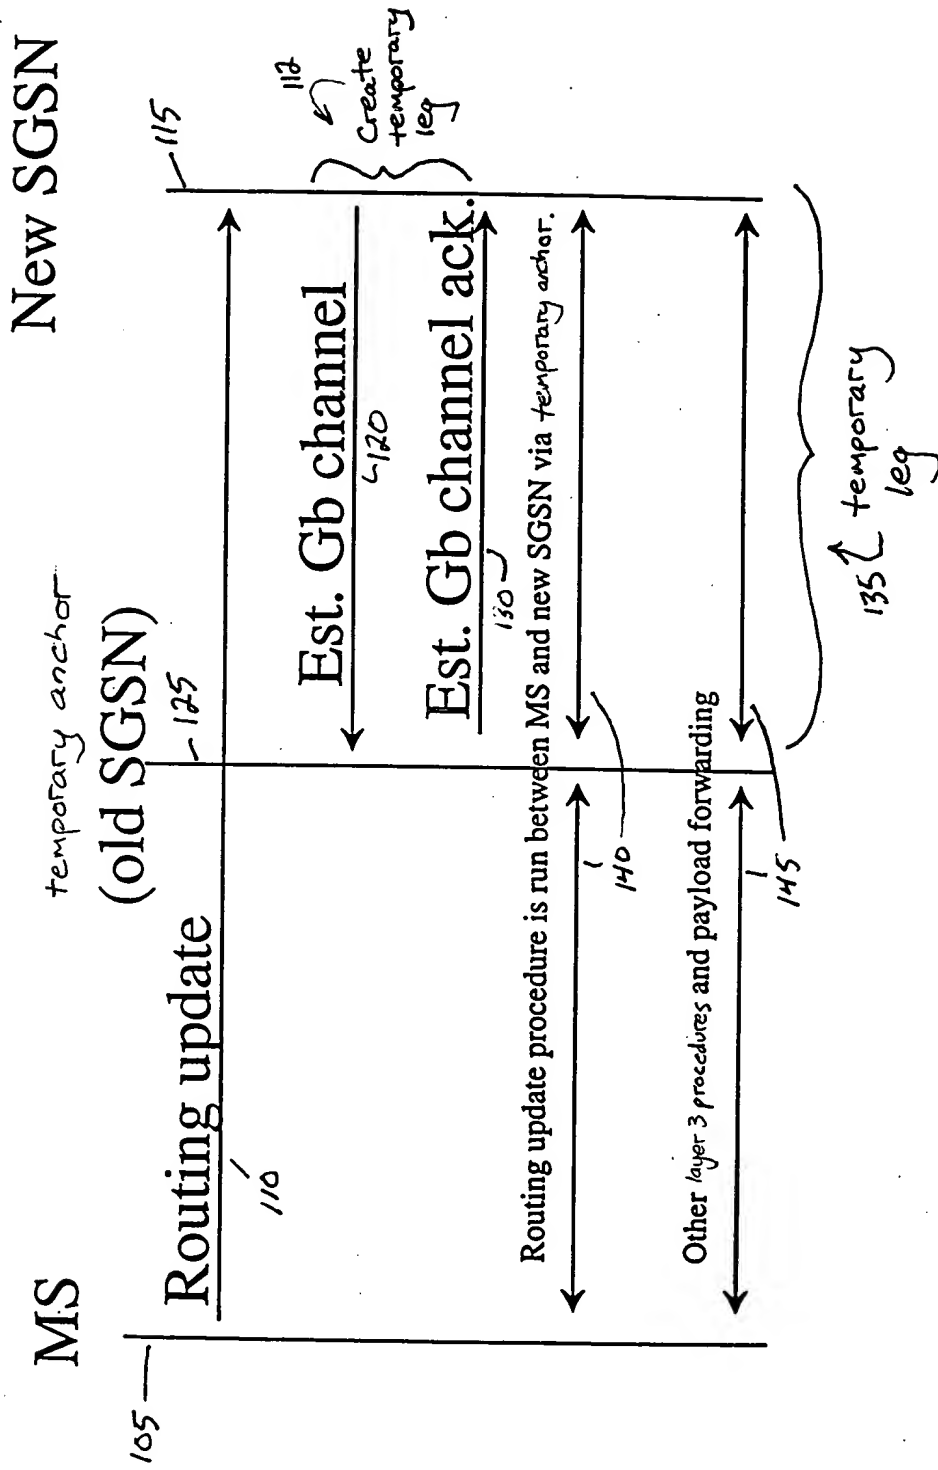 MS
temporary anchor
(old SGSN)
New SGSN
105
125
115
Routing update
110
Est. Gb channel
120
112
Create
temporary
leg
Est. Gb channel ack.
130
Routing update procedure is run between MS and new SGSN via temporary anchor.
140
Other layer 3 procedures and payload forwarding
145
135
temporary
leg